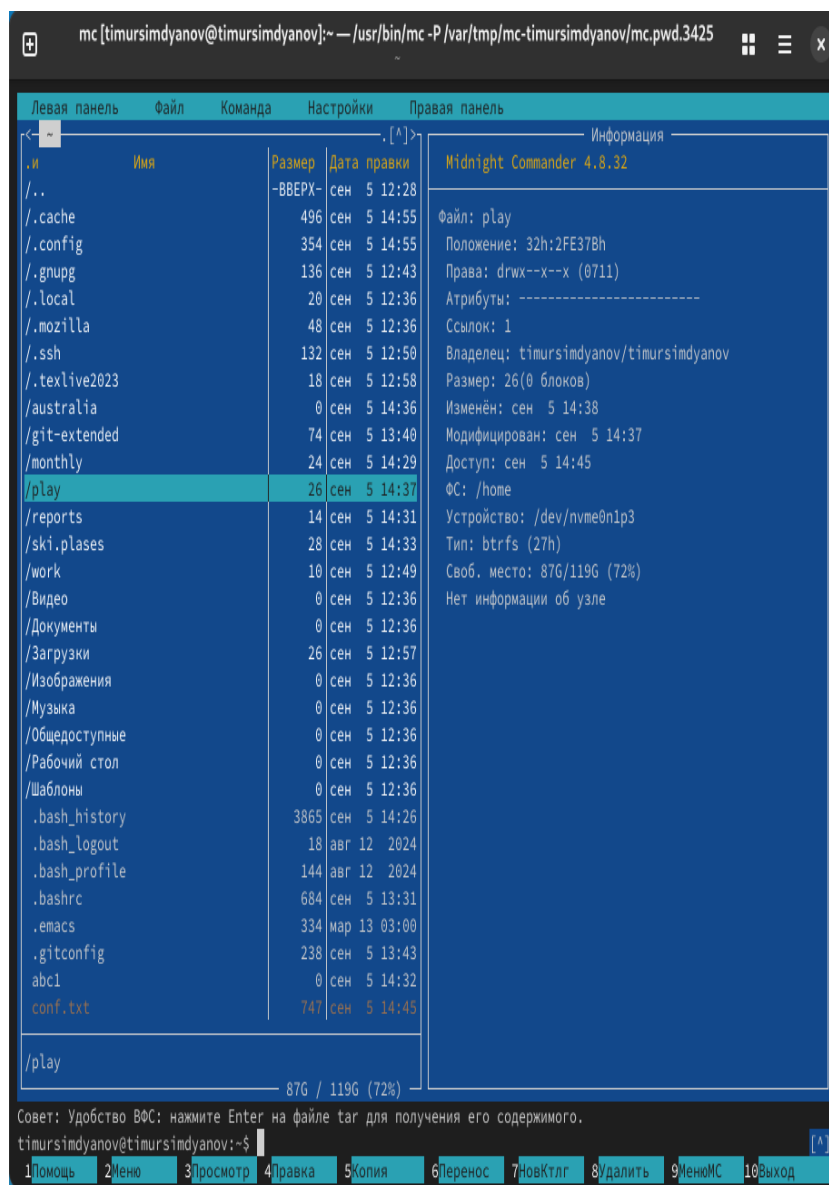 mc [timursimdyanov@timursimdyanov]:~ — /usr/bin/mc -P /var/tmp/mc-timursimdyanov/mc.pwd.3425
~
Левая панель Файл Команда Настройки Правая панель
<— ~ .[^]>
.и Имя Размер Дата правки
/.. -ВВЕРХ- сен 5 12:28
/.cache 496 сен 5 14:55
/.config 354 сен 5 14:55
/.gnupg 136 сен 5 12:43
/.local 20 сен 5 12:36
/.mozilla 48 сен 5 12:36
/.ssh 132 сен 5 12:50
/.texlive2023 18 сен 5 12:58
/australia 0 сен 5 14:36
/git-extended 74 сен 5 13:40
/monthly 24 сен 5 14:29
/play 26 сен 5 14:37
/reports 14 сен 5 14:31
/ski.plases 28 сен 5 14:33
/work 10 сен 5 12:49
/Видео 0 сен 5 12:36
/Документы 0 сен 5 12:36
/Загрузки 26 сен 5 12:57
/Изображения 0 сен 5 12:36
/Музыка 0 сен 5 12:36
/Общедоступные 0 сен 5 12:36
/Рабочий стол 0 сен 5 12:36
/Шаблоны 0 сен 5 12:36
.bash_history 3865 сен 5 14:26
.bash_logout 18 авг 12 2024
.bash_profile 144 авг 12 2024
.bashrc 684 сен 5 13:31
.emacs 334 мар 13 03:00
.gitconfig 238 сен 5 13:43
abc1 0 сен 5 14:32
conf.txt 747 сен 5 14:45
/play
87G / 119G (72%)
Информация
Midnight Commander 4.8.32
Файл: play
Положение: 32h:2FE37Bh
Права: drwx--x--x (0711)
Атрибуты: -------------------------
Ссылок: 1
Владелец: timursimdyanov/timursimdyanov
Размер: 26(0 блоков)
Изменён: сен 5 14:38
Модифицирован: сен 5 14:37
Доступ: сен 5 14:45
ФС: /home
Устройство: /dev/nvme0n1p3
Тип: btrfs (27h)
Своб. место: 87G/119G (72%)
Нет информации об узле
Совет: Удобство ВФС: нажмите Enter на файле tar для получения его содержимого.
timursimdyanov@timursimdyanov:~$ [^]
1Помощь 2Меню 3Просмотр 4Правка 5Копия 6Перенос 7НовКтлг 8Удалить 9МенюMC 10Выход